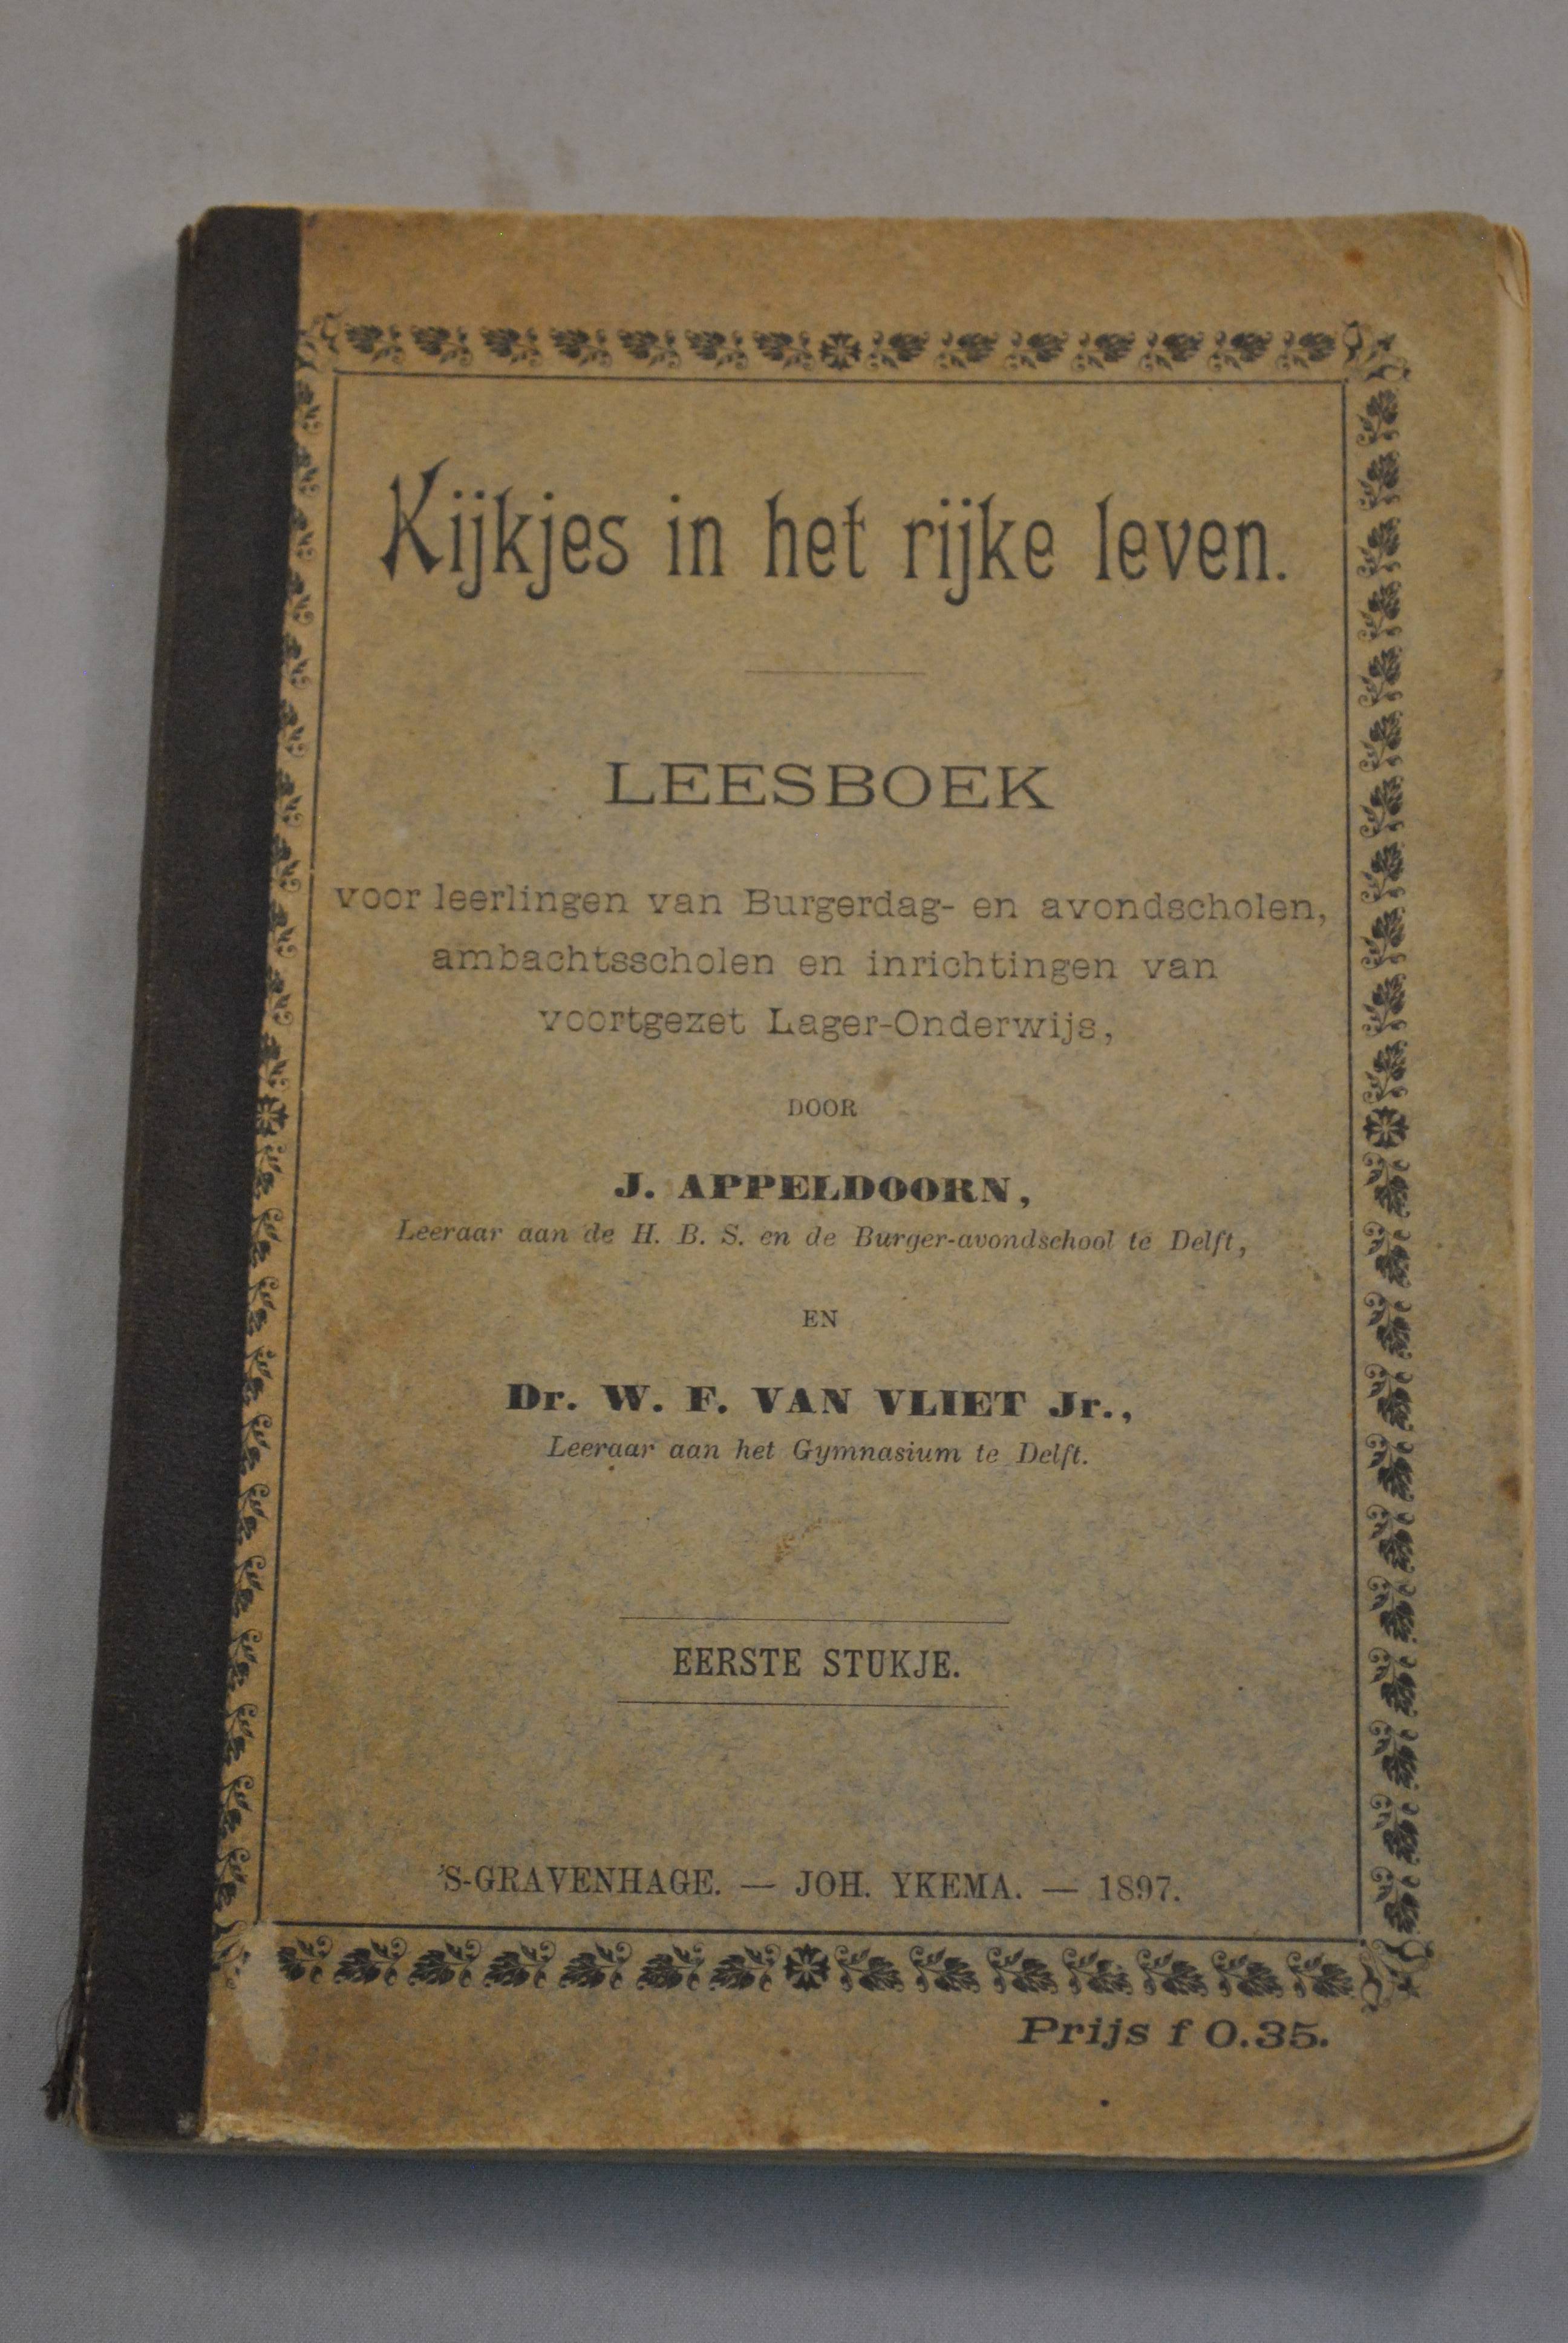 Kijkjes in het rijke leven.
LEESBOEK
voor leerlingen van Burgerdag- en avondscholen,
ambachtsscholen en inrichtingen van
voortgezet Lager-Onderwijs,
DOOR
J. APPELDOORN,
Leeraar aan de H. B. S. en de Burger-avondschool te Delft,
EN
Dr. W. F. VAN VLIET Jr.,
Leeraar aan het Gymnasium te Delft.
EERSTE STUKJE.
'S-GRAVENHAGE. — JOH. YKEMA. — 1897.
Prijs f 0.35.